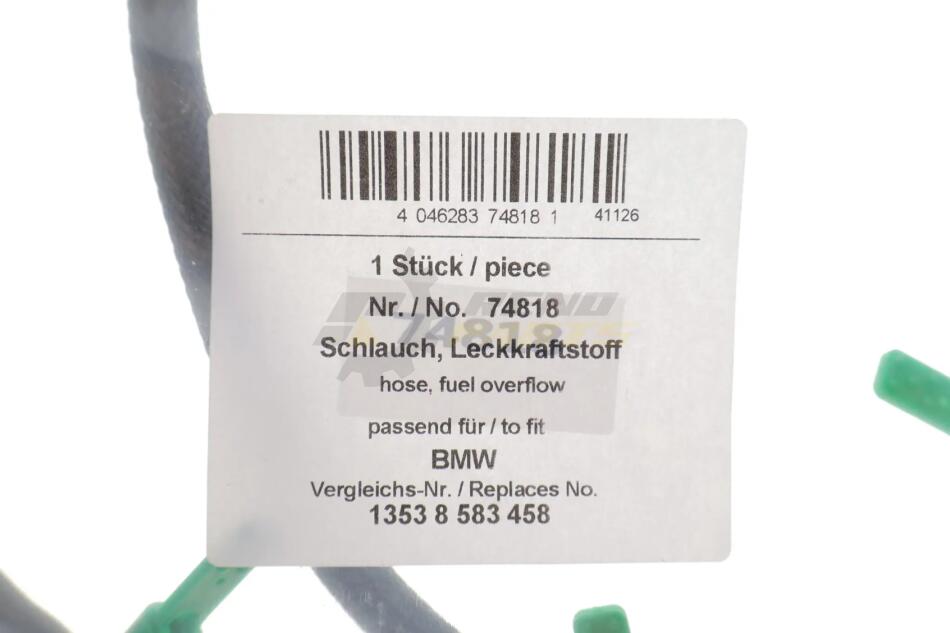 4 046283 74818 1 41126
1 Stück / piece
Nr. / No. 74818
74818
Schlauch, Leckkraftstoff
hose, fuel overflow
passend für / to fit
BMW
Vergleichs-Nr. / Replaces No.
1353 8 583 458